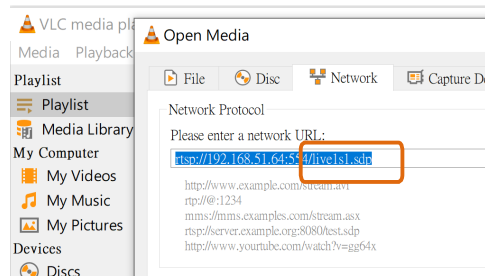 VLC media pla
Media Playback
Playlist
Playlist
Media Library
My Computer
My Videos
My Music
My Pictures
Devices
Discs
Open Media
File Disc Network Capture De
Network Protocol
Please enter a network URL:
rtsp://192.168.51.64:554/live1s1.sdp
http://www.example.com/stream.avi
rtp://@:1234
mms://mms.examples.com/stream.asx
rtsp://server.example.org:8080/test.sdp
http://www.yourtube.com/watch?v=gg64x